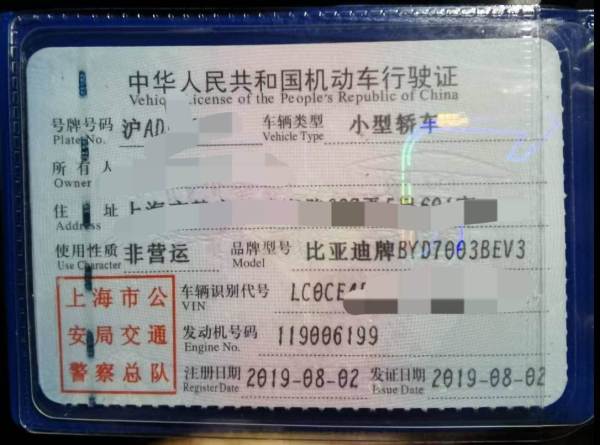 中华人民共和国机动车行驶证
Vehic icense of the People's Republic of China
号牌号码 沪AD 车辆类型 小型轿车
Plate No. Vehicle Type
所有人
Owner
住址 上海市
Address
使用性质 非营运 品牌型号 比亚迪牌BYD7003BEV3
Use Character Model
上海市公安局交通警察总队
车辆识别代号 LC0CE
VIN
发动机号码 119006199
Engine No.
注册日期 2019-08-02 发证日期 2019-08-02
Register Date Issue Date